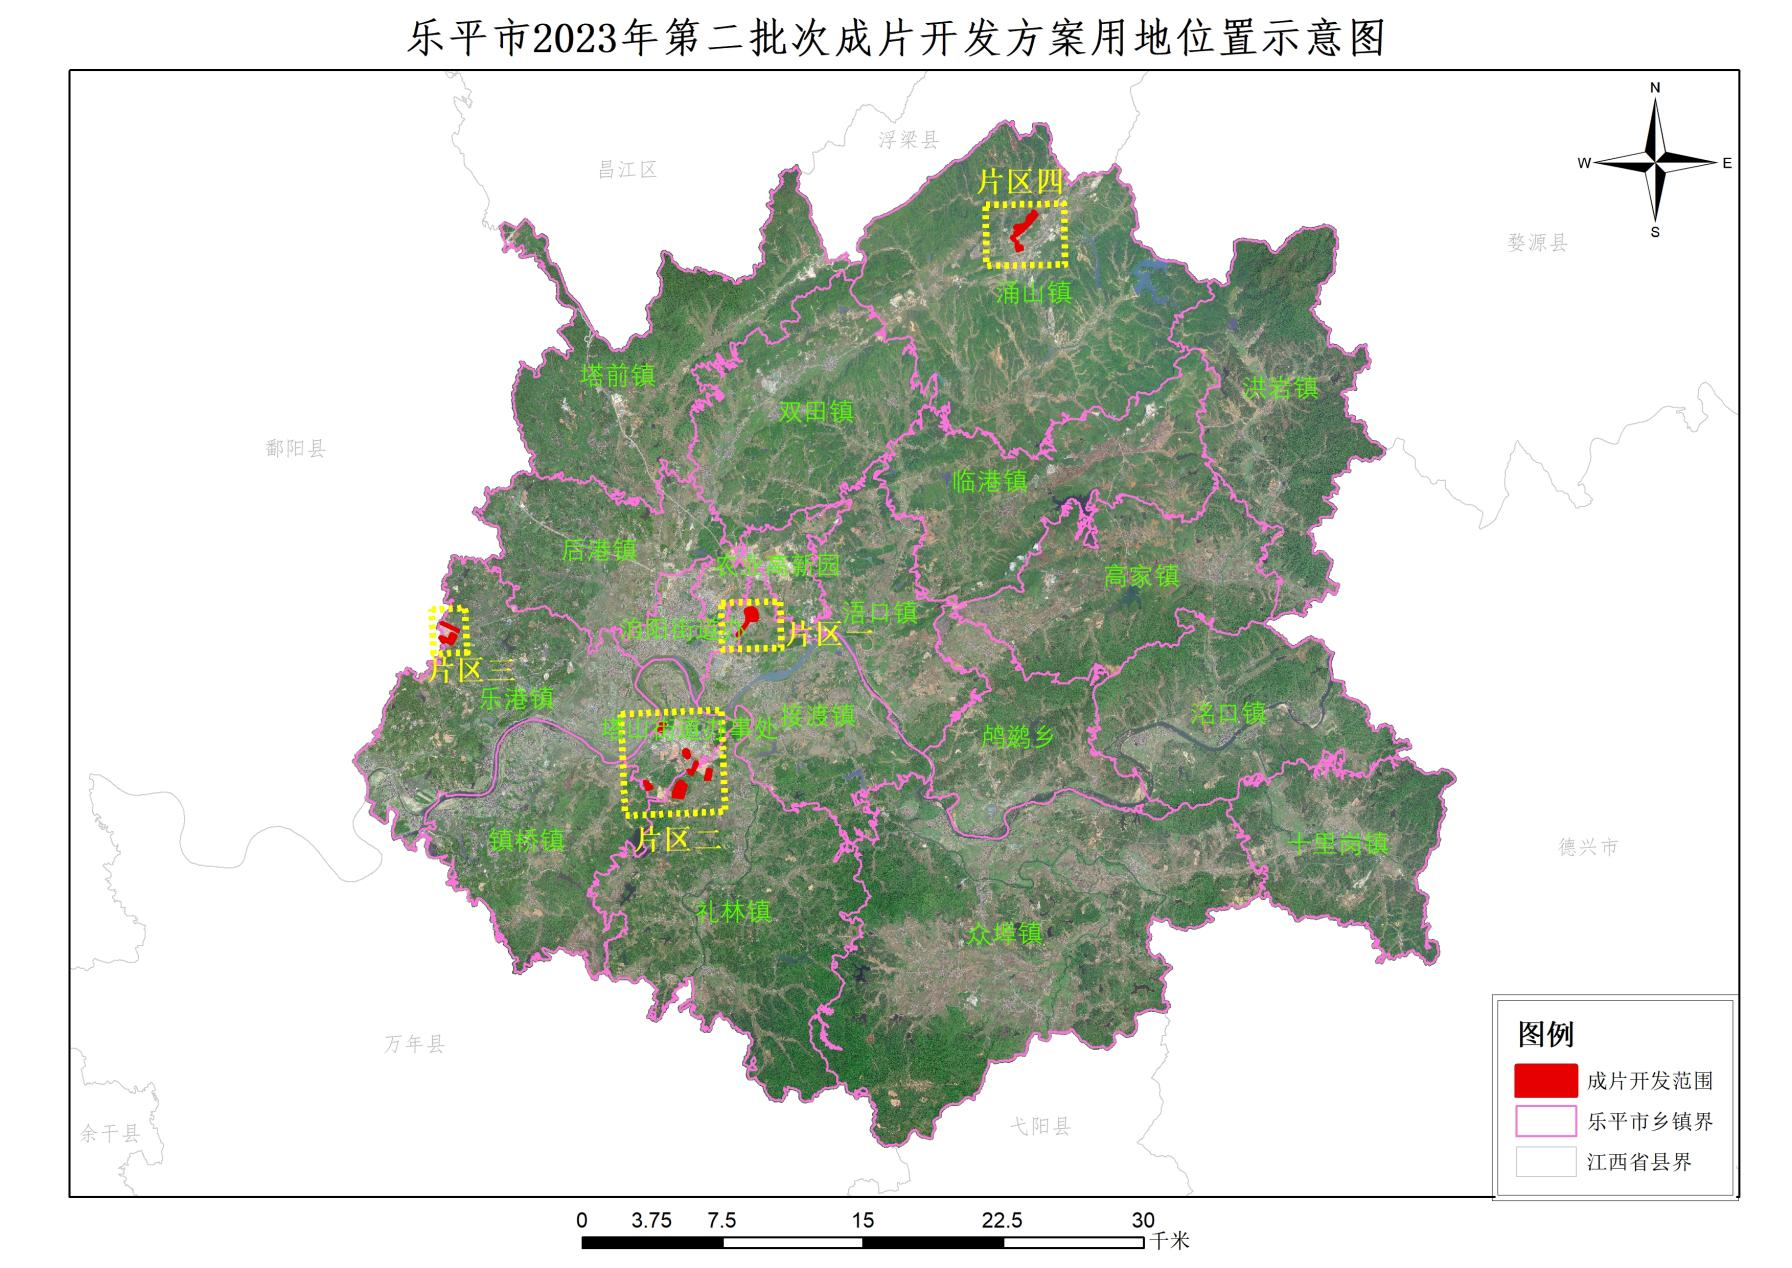 乐平市2023年第二批次成片开发方案用地位置示意图
N
W
E
S
浮梁县
昌江区
片区四
婺源县
涌山镇
塔前镇
洪岩镇
双田镇
鄱阳县
临港镇
后港镇
农业高新园
高家镇
浯口镇
洎阳街道办
片区一
片区三
乐港镇
洺口镇
接渡镇
塔山街道办事处
鸬鹚乡
片区二
镇桥镇
十里岗镇
德兴市
礼林镇
众埠镇
万年县
余干县
弋阳县
图例
成片开发范围
乐平市乡镇界
江西省县界
0 3.75 7.5 15 22.5 30
千米